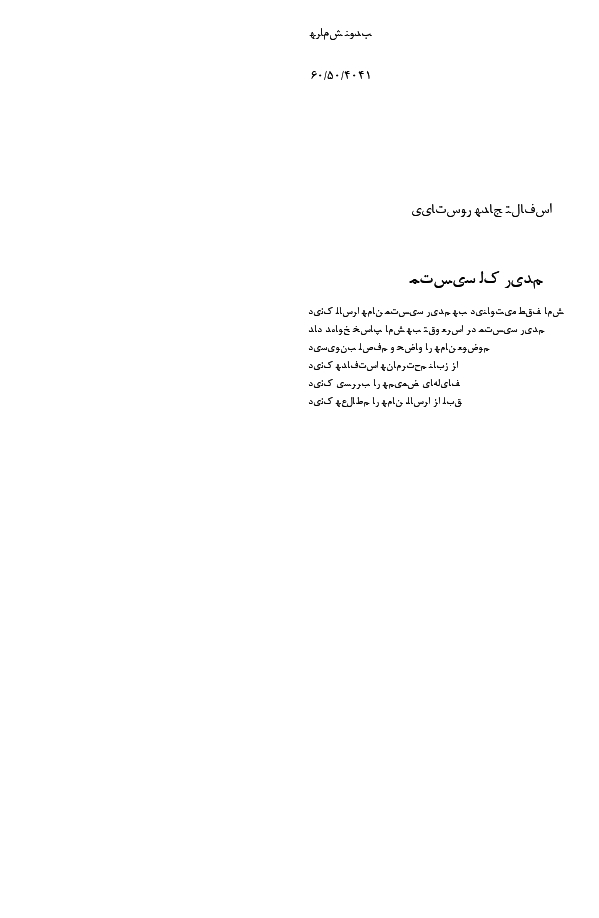 بدون شماره
۶۰/۵۰/۴۰۴۱
اسفالت جاده روستایی
مدیر کل سیستم
شما فقط میتوانید به مدیر سیستم نامه ارسال کنید
مدیر سیستم در اسرع وقت به شما پاسخ خواهد داد
موضوع نامه را واضح و مفصل بنویسید
از زبان محترمانه استفاده کنید
فایلهای ضمیمه را بررسی کنید
قبل از ارسال نامه را مطالعه کنید